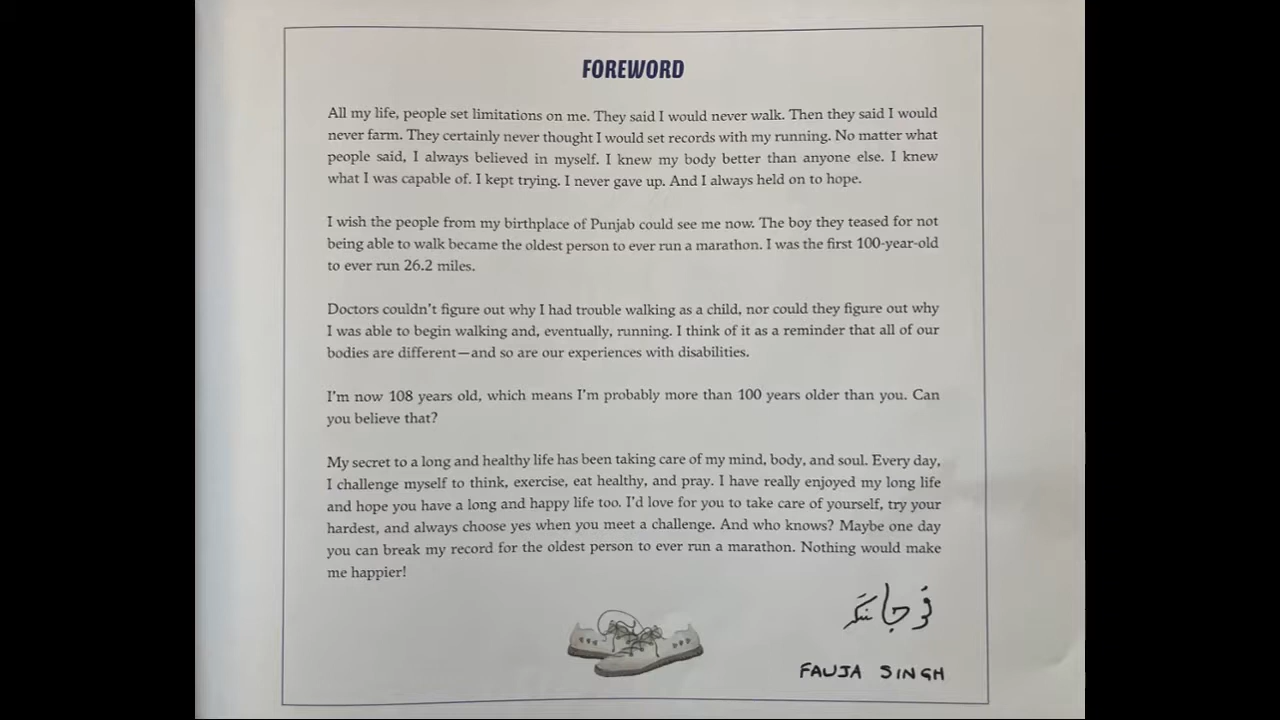 FOREWORD
All my life, people set limitations on me. They said I would never walk. Then they said I would
never farm. They certainly never thought I would set records with my running. No matter what
people said, I always believed in myself. I knew my body better than anyone else. I knew
what I was capable of. I kept trying. I never gave up. And I always held on to hope.
I wish the people from my birthplace of Punjab could see me now. The boy they teased for not
being able to walk became the oldest person to ever run a marathon. I was the first 100-year-old
to ever run 26.2 miles.
Doctors couldn't figure out why I had trouble walking as a child, nor could they figure out why
I was able to begin walking and, eventually, running. I think of it as a reminder that all of our
bodies are different—and so are our experiences with disabilities.
I'm now 108 years old, which means I'm probably more than 100 years older than you. Can
you believe that?
My secret to a long and healthy life has been taking care of my mind, body, and soul. Every day,
I challenge myself to think, exercise, eat healthy, and pray. I have really enjoyed my long life
and hope you have a long and happy life too. I'd love for you to take care of yourself, try your
hardest, and always choose yes when you meet a challenge. And who knows? Maybe one day
you can break my record for the oldest person to ever run a marathon. Nothing would make
me happier!
FAUJA SINGH